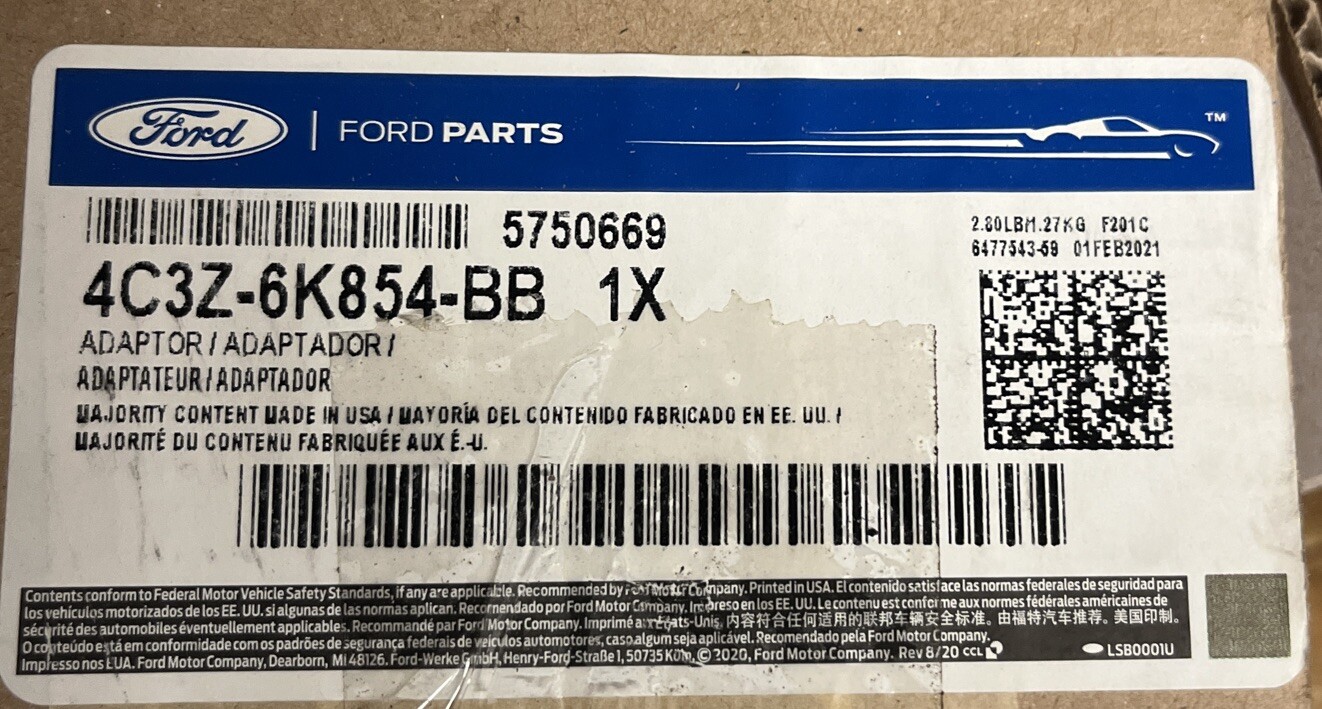 Ford | FORD PARTS ™
5750669
2.80LBM.27KG F201C
6477543-59 01FEB2021
4C3Z-6K854-BB 1X
ADAPTOR / ADAPTADOR /
ADAPTATEUR / ADAPTADOR
MAJORITY CONTENT MADE IN USA / MAYORÍA DEL CONTENIDO FABRICADO EN EE. UU. /
MAJORITÉ DU CONTENU FABRIQUÉE AUX É.-U.
Contents conform to Federal Motor Vehicle Safety Standards, if any are applicable. Recommended by Ford Motor Company. Printed in USA. El contenido satisface las normas federales de seguridad para
los vehículos motorizados de los EE. UU. si algunas de las normas aplican. Recomendado por Ford Motor Company. Impreso en los EE. UU. Le contenu est conforme aux normes fédérales américaines de
sécurité des automobiles éventuellement applicables. Recommandé par Ford Motor Company. Imprimé aux États-Unis. 内容符合任何适用的联邦车辆安全标准。由福特汽车推荐。美国印制。
O conteúdo está em conformidade com os padrões de segurança federais de veículos automotores, caso algum seja aplicável. Recomendado pela Ford Motor Company.
Impresso nos EUA. Ford Motor Company, Dearborn, MI 48126. Ford-Werke GmbH, Henry-Ford-Straße 1, 50735 Köln. © 2020, Ford Motor Company. Rev 8/20 CCL LSB0001U